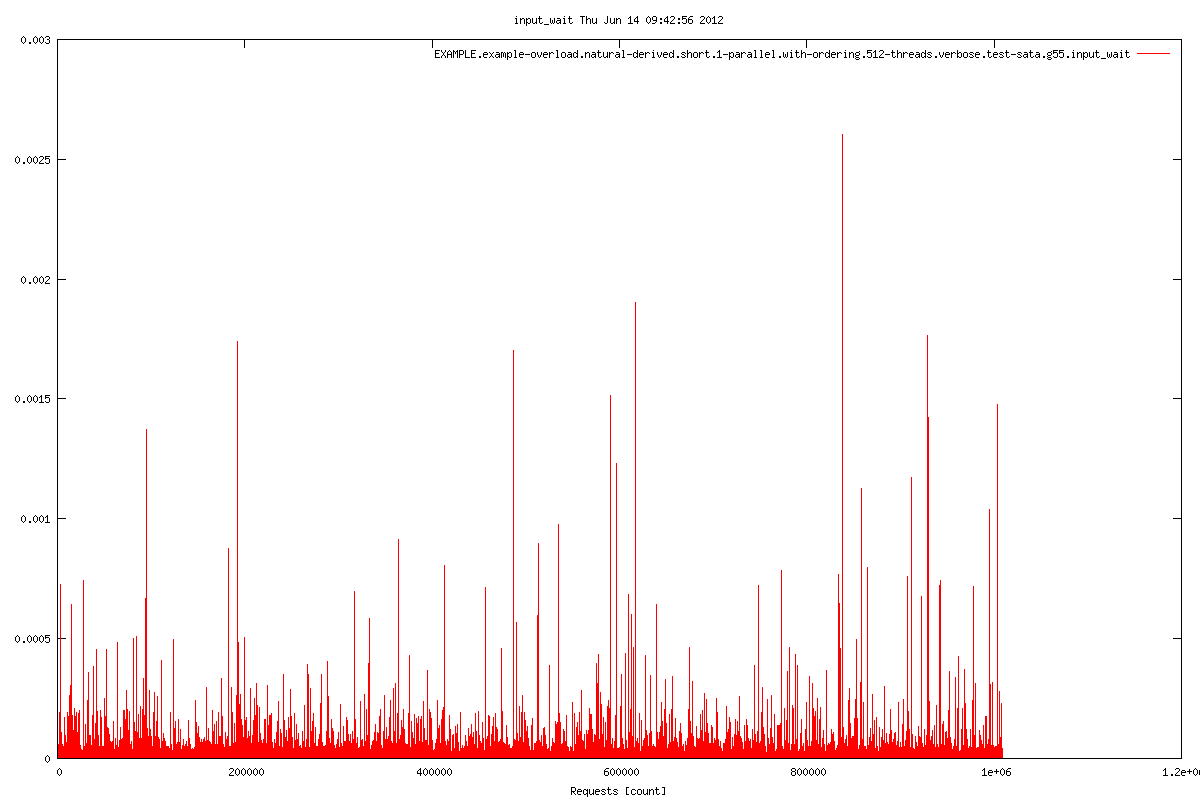 input_wait Thu Jun 14 09:42:56 2012
0.003
EXAMPLE.example-overload.natural-derived.short.1-parallel.with-ordering.512-threads.verbose.test-sata.g55.input_wait
0.0025
0.002
0.0015
0.001
0.0005
0
0 200000 400000 600000 800000 1e+06 1.2e+0
Requests [count]